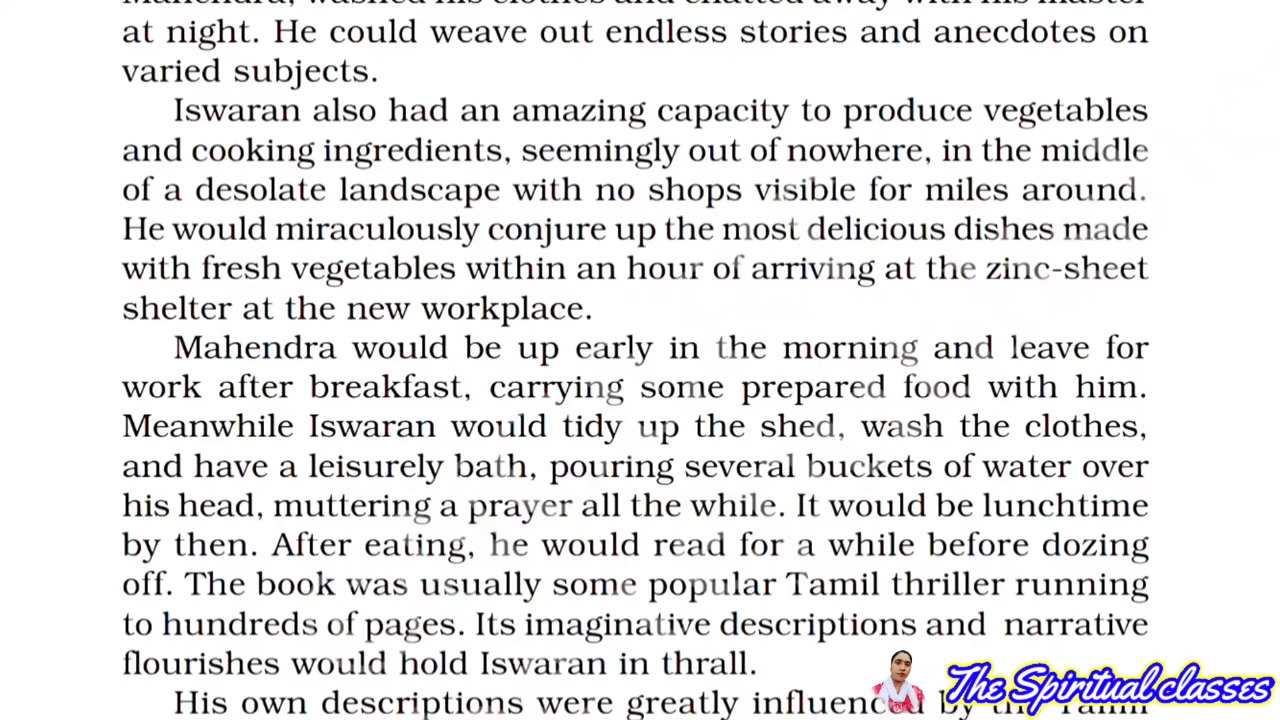 Mahendra, washed his clothes and chatted away with his master
at night. He could weave out endless stories and anecdotes on
varied subjects.
Iswaran also had an amazing capacity to produce vegetables
and cooking ingredients, seemingly out of nowhere, in the middle
of a desolate landscape with no shops visible for miles around.
He would miraculously conjure up the most delicious dishes made
with fresh vegetables within an hour of arriving at the zinc-sheet
shelter at the new workplace.
Mahendra would be up early in the morning and leave for
work after breakfast, carrying some prepared food with him.
Meanwhile Iswaran would tidy up the shed, wash the clothes,
and have a leisurely bath, pouring several buckets of water over
his head, muttering a prayer all the while. It would be lunchtime
by then. After eating, he would read for a while before dozing
off. The book was usually some popular Tamil thriller running
to hundreds of pages. Its imaginative descriptions and narrative
flourishes would hold Iswaran in thrall.
His own descriptions were greatly influenced by the Tamil
The Spiritual classes